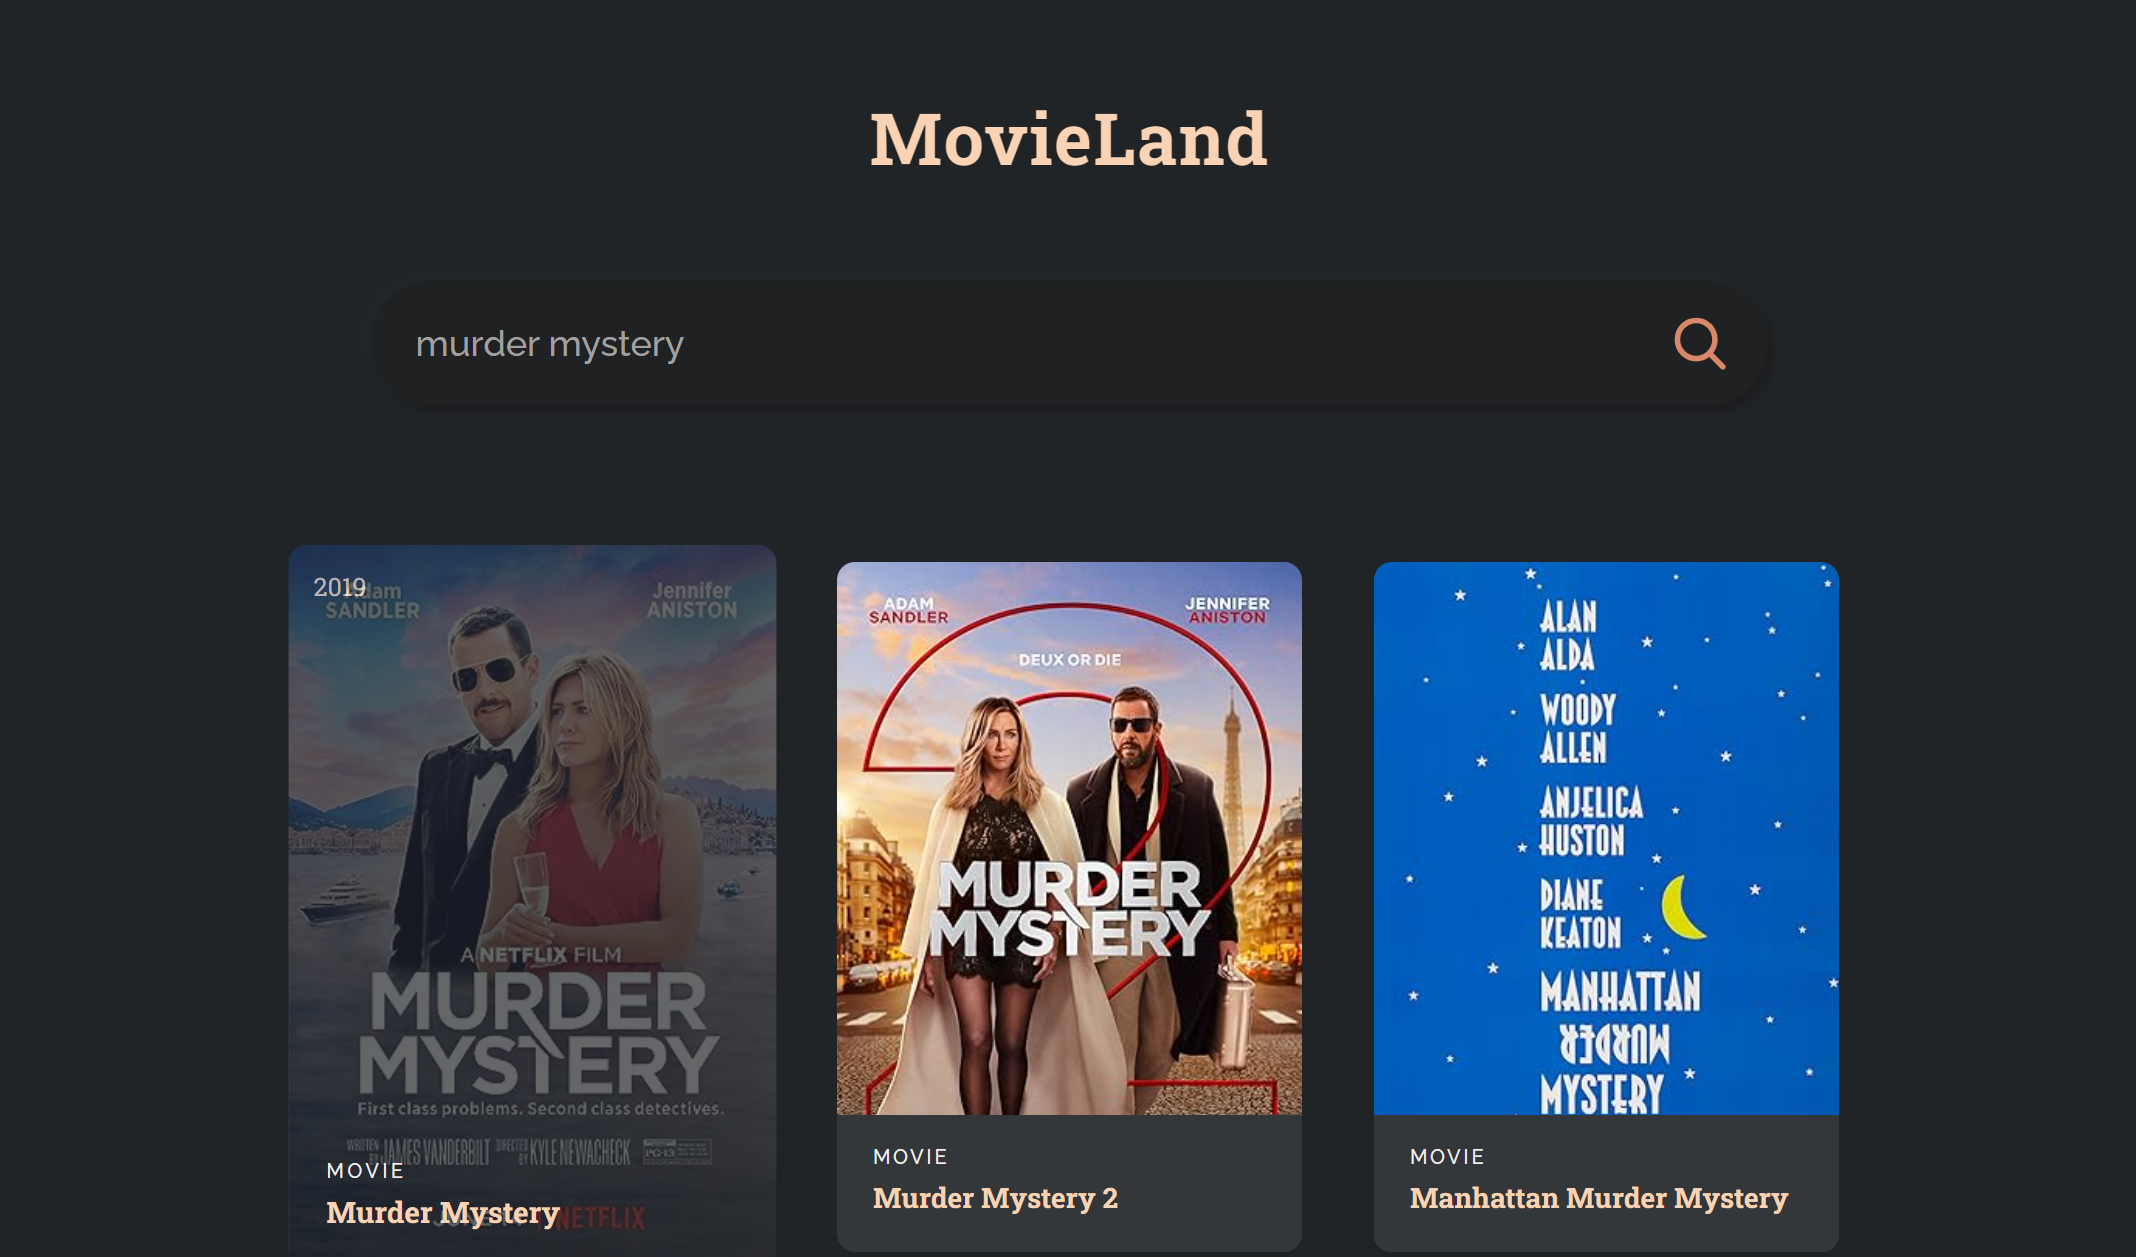 MovieLand
murder mystery
2019
Adam
SANDLER
Jennifer
ANISTON
A NETFLIX FILM
MURDER
MYSTERY
First class problems. Second class detectives.
WRITTEN BY JAMES VANDERBILT DIRECTED BY KYLE NEWACHECK PG-13
MOVIE
Murder Mystery
NETFLIX
ADAM
SANDLER
JENNIFER
ANISTON
DEUX OR DIE
2
MURDER
MYSTERY
MOVIE
Murder Mystery 2
ALAN
ALDA
WOODY
ALLEN
ANJELICA
HUSTON
DIANE
KEATON
MANHATTAN
MURDER
MYSTERY
MOVIE
Manhattan Murder Mystery